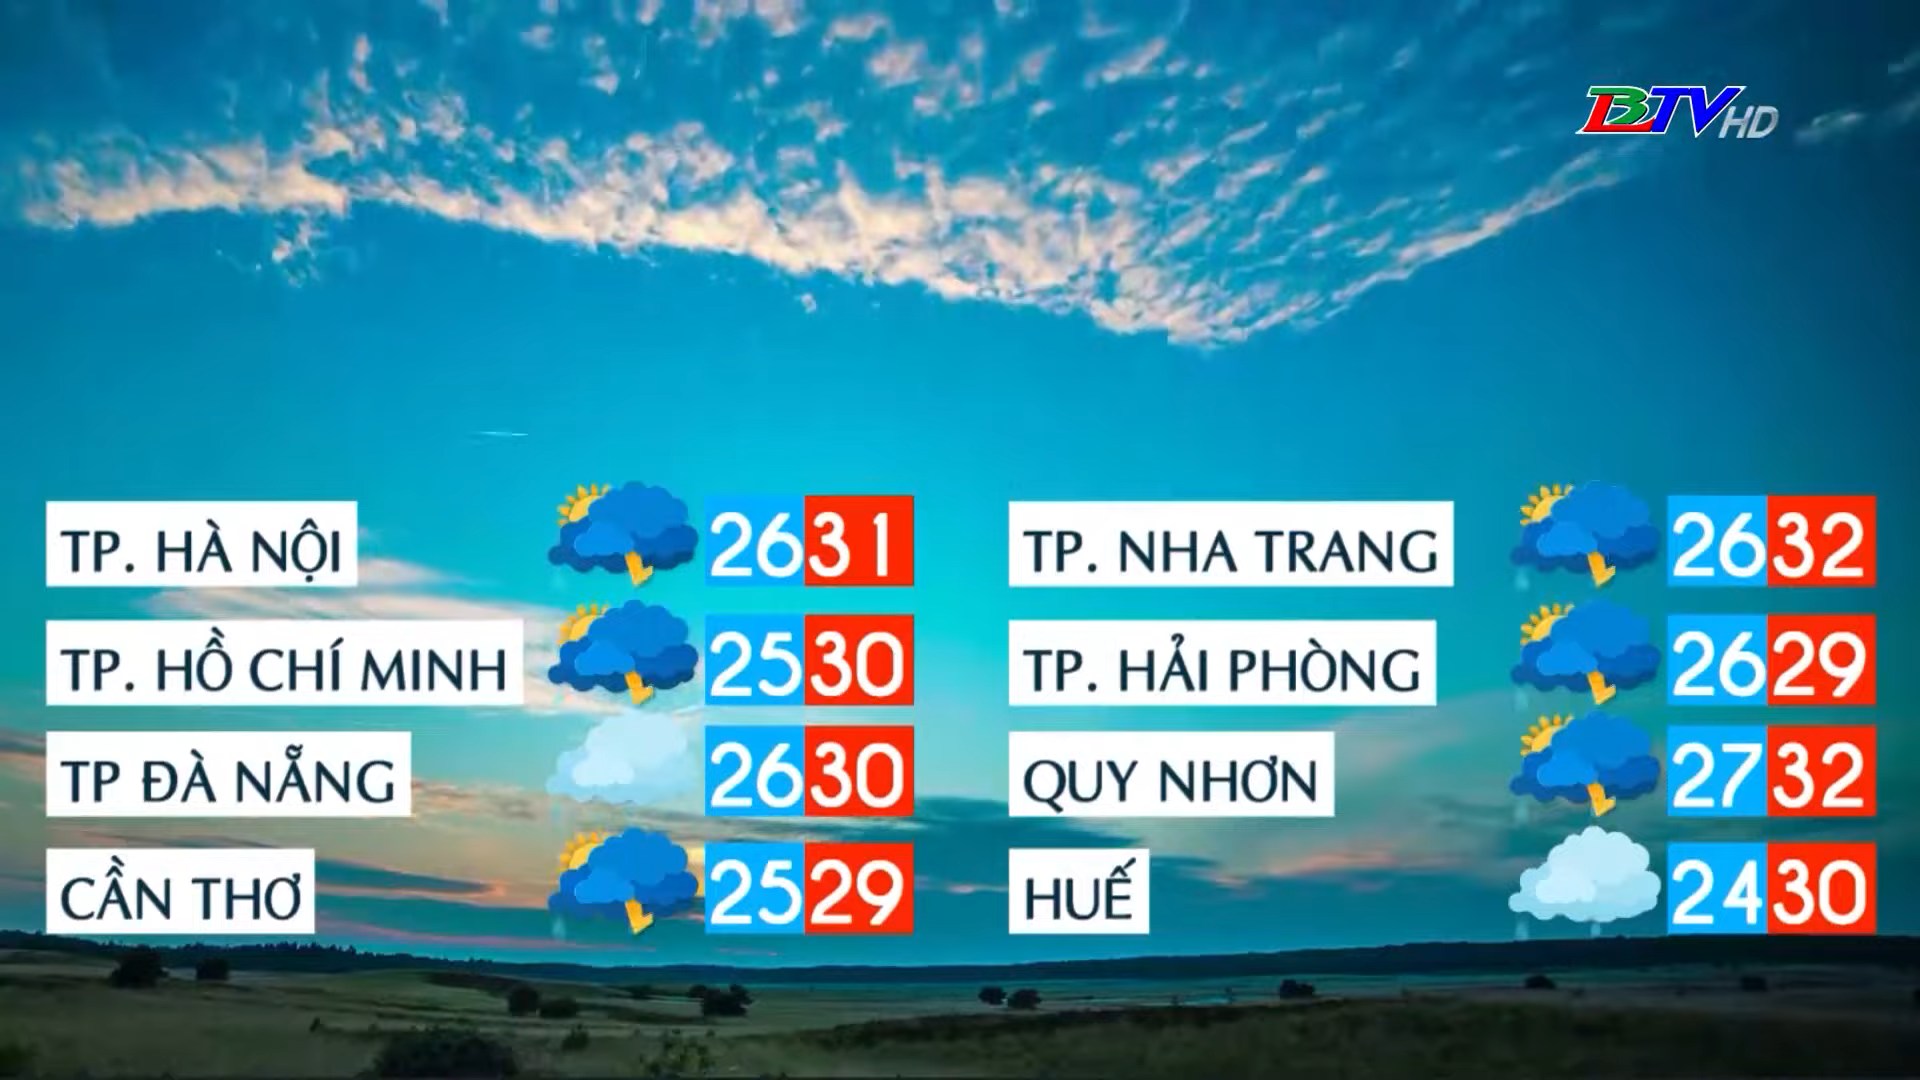 BTV HD
TP. HÀ NỘI 26 31
TP. HỒ CHÍ MINH 25 30
TP ĐÀ NẴNG 26 30
CẦN THƠ 25 29
TP. NHA TRANG 26 32
TP. HẢI PHÒNG 26 29
QUY NHƠN 27 32
HUẾ 24 30